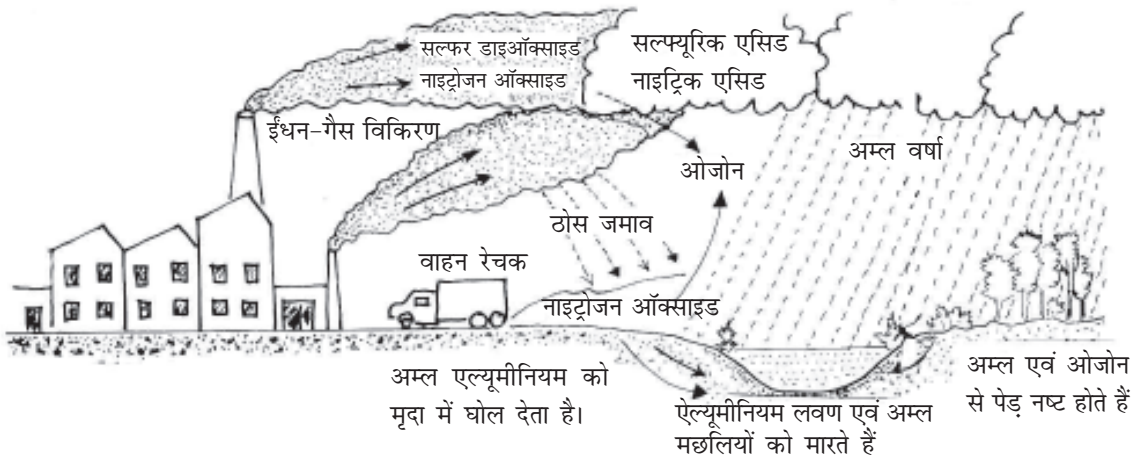 सल्फर डाइऑक्साइड
नाइट्रोजन ऑक्साइड
सल्फ्यूरिक एसिड
नाइट्रिक एसिड
ईंधन-गैस विकिरण
अम्ल वर्षा
ओजोन
ठोस जमाव
वाहन रेचक
नाइट्रोजन ऑक्साइड
अम्ल एल्यूमीनियम को
मृदा में घोल देता है।
ऐल्यूमीनियम लवण एवं अम्ल
मछलियों को मारते हैं
अम्ल एवं ओजोन
से पेड़ नष्ट होते हैं